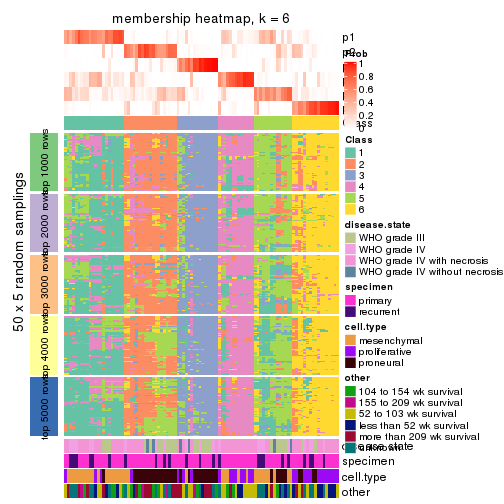 membership heatmap, k = 6
p1
Prob
1
0.8
0.6
0.4
0.2
0
Class
1
2
3
4
5
6
disease.state
WHO grade III
WHO grade IV
WHO grade IV with necrosis
WHO grade IV without necrosis
specimen
primary
recurrent
cell.type
mesenchymal
proliferative
proneural
other
104 to 154 wk survival
155 to 209 wk survival
52 to 103 wk survival
less than 52 wk survival
more than 209 wk survival
50 x 5 random samplings
top 1000 rows
top 2000 rows
top 3000 rows
top 4000 rows
top 5000 rows
disease.state
specimen
cell.type
other